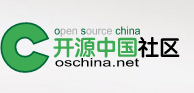 open source china
开源中国社区
oschina.net